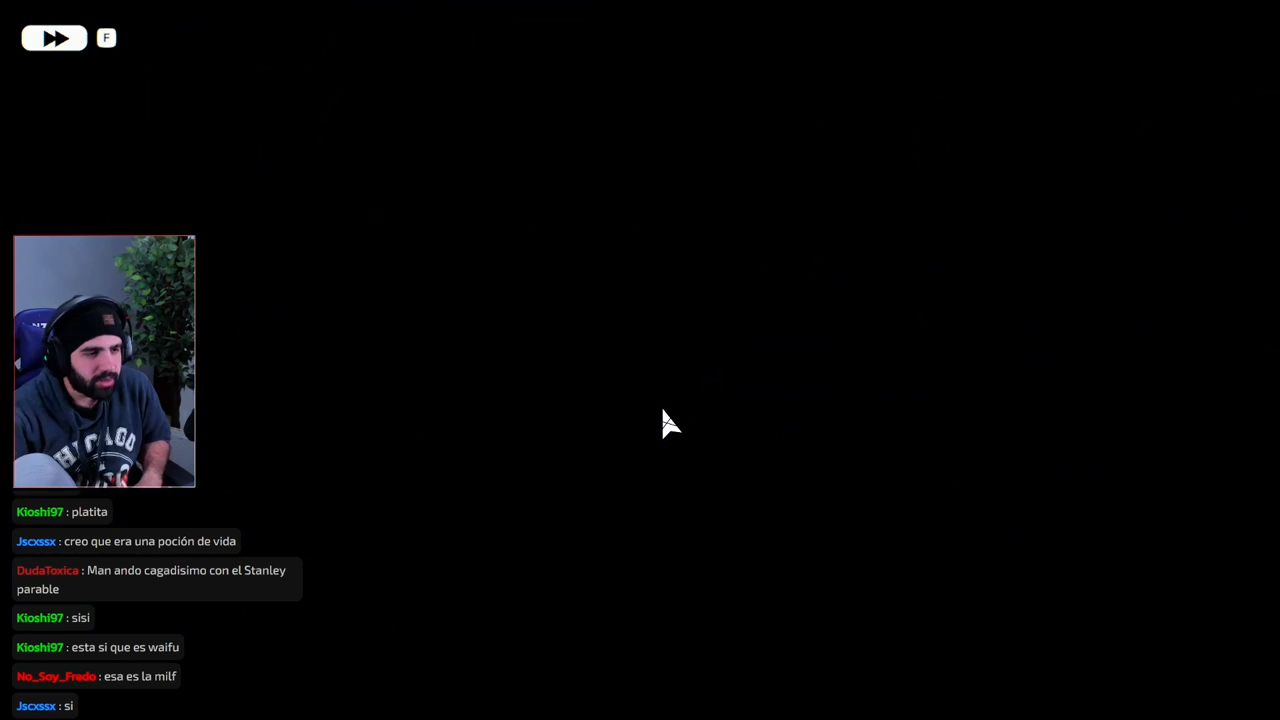 F
Kioshi97 : platita
Jscxssx : creo que era una poción de vida
DudaToxica : Man ando cagadisimo con el Stanley
parable
Kioshi97 : sisi
Kioshi97 : esta si que es waifu
No_Soy_Fredo : esa es la milf
Jscxssx : si